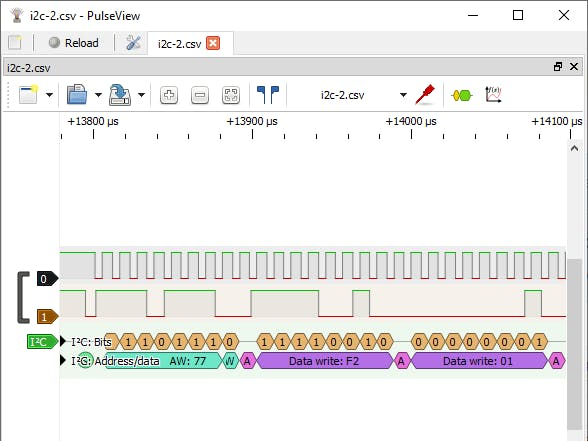 i2c-2.csv - PulseView
Reload
i2c-2.csv
i2c-2.csv
i2c-2.csv
f(x)
+13800 µs +13900 µs +14000 µs +14100 µs
0
1
I²C I²C: Bits 1 1 1 0 1 1 1 0 1 1 1 1 0 0 1 0 0 0 0 0 0 0 0 1
I²C: Address/data AW: 77 W A Data write: F2 A Data write: 01 A